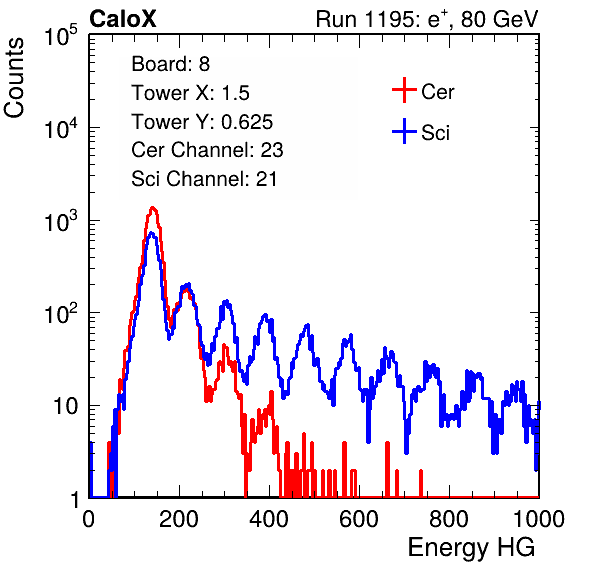 CaloX Run 1195: e⁺, 80 GeV
Counts
10⁵
10⁴
10³
10²
10
1
Board: 8
Tower X: 1.5
Tower Y: 0.625
Cer Channel: 23
Sci Channel: 21
Cer
Sci
0 200 400 600 800 1000
Energy HG